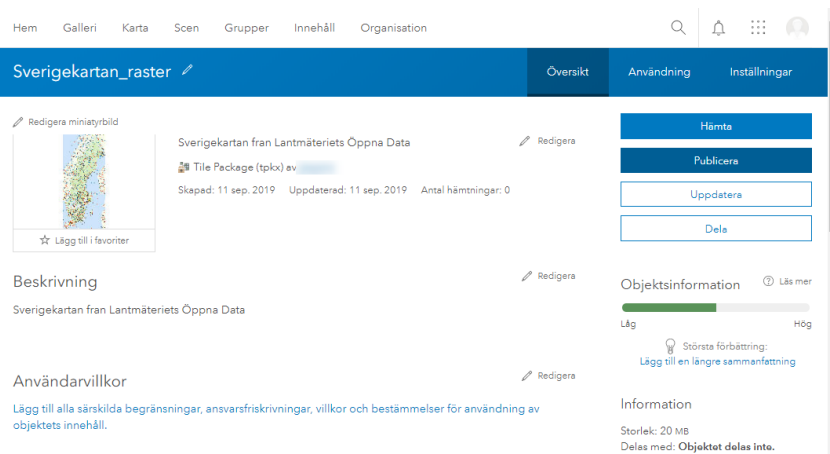 Hem Galleri Karta Scen Grupper Innehåll Organisation
Sverigekartan_raster Översikt Användning Inställningar
Redigera miniatyrbild
Lägg till i favoriter
Sverigekartan fran Lantmäteriets Öppna Data Redigera
Tile Package (tpkx) av
Skapad: 11 sep. 2019 Uppdaterad: 11 sep. 2019 Antal hämtningar: 0
Beskrivning Redigera
Sverigekartan fran Lantmäteriets Öppna Data
Användarvillkor Redigera
Lägg till alla särskilda begränsningar, ansvarsfriskrivningar, villkor och bestämmelser för användning av
objektets innehåll.
Hämta
Publicera
Uppdatera
Dela
Objektsinformation Läs mer
Låg Hög
Största förbättring:
Lägg till en längre sammanfattning
Information
Storlek: 20 MB
Delas med: Objektet delas inte.